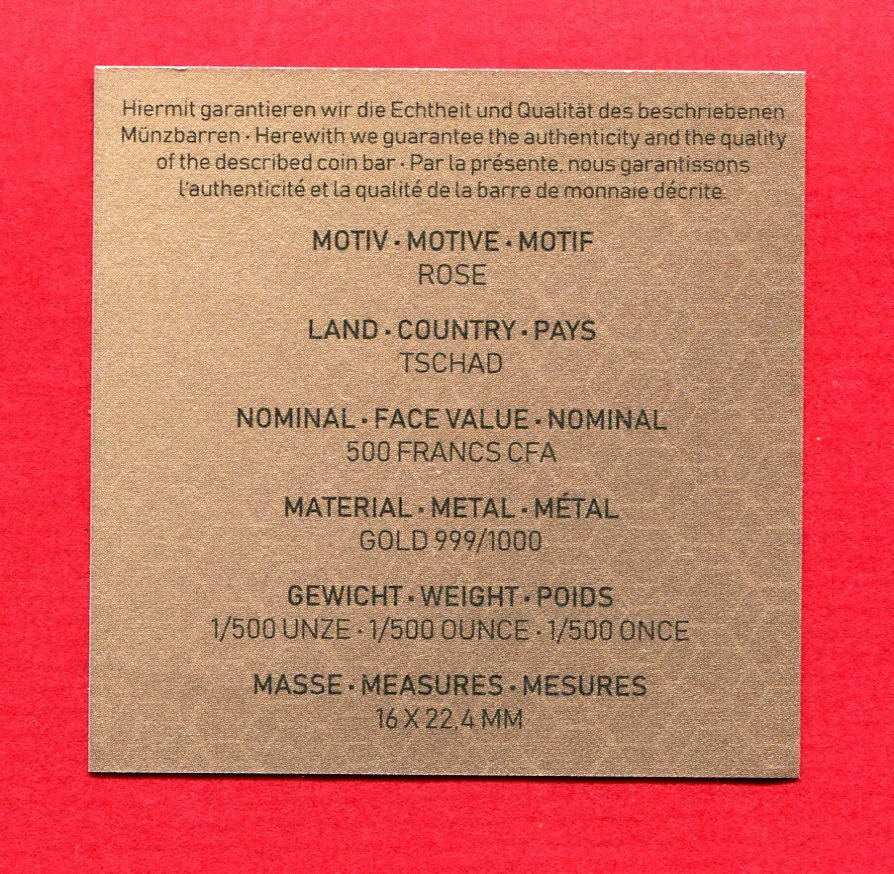 Hiermit garantieren wir die Echtheit und Qualität des beschriebenen
Münzbarren · Herewith we guarantee the authenticity and the quality
of the described coin bar · Par la présente, nous garantissons
l'authenticité et la qualité de la barre de monnaie décrite.
MOTIV · MOTIVE · MOTIF
ROSE
LAND · COUNTRY · PAYS
TSCHAD
NOMINAL · FACE VALUE · NOMINAL
500 FRANCS CFA
MATERIAL · METAL · MÉTAL
GOLD 999/1000
GEWICHT · WEIGHT · POIDS
1/500 UNZE · 1/500 OUNCE · 1/500 ONCE
MASSE · MEASURES · MESURES
16 X 22,4 MM